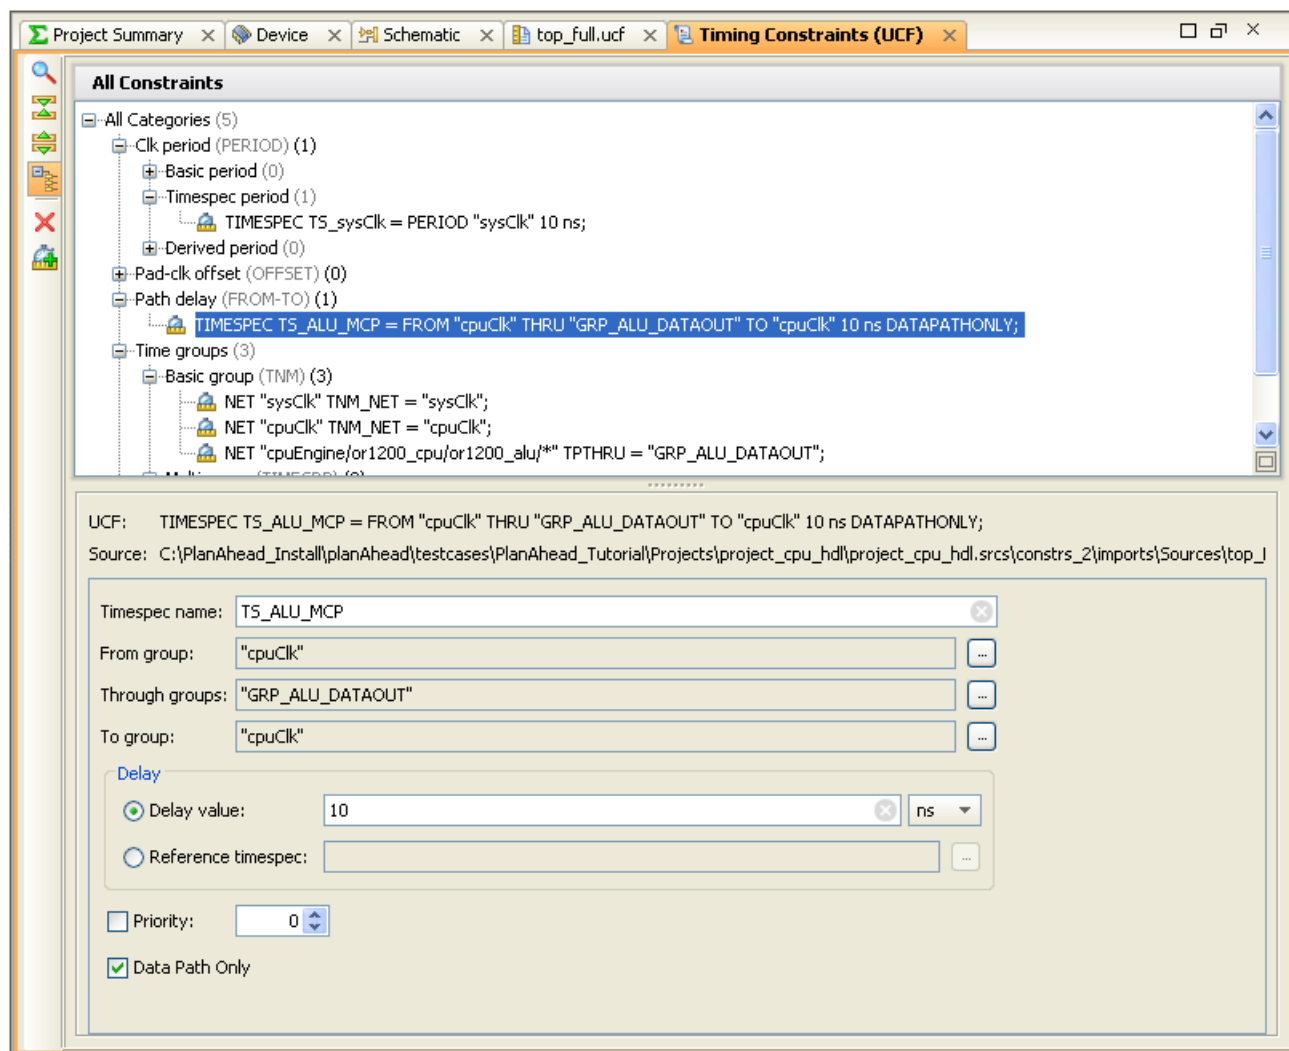 Project Summary Device Schematic top_full.ucf Timing Constraints (UCF)
All Constraints
All Categories (5)
Clk period (PERIOD) (1)
Basic period (0)
Timespec period (1)
TIMESPEC TS_sysClk = PERIOD "sysClk" 10 ns;
Derived period (0)
Pad-clk offset (OFFSET) (0)
Path delay (FROM-TO) (1)
TIMESPEC TS_ALU_MCP = FROM "cpuClk" THRU "GRP_ALU_DATAOUT" TO "cpuClk" 10 ns DATAPATHONLY;
Time groups (3)
Basic group (TNM) (3)
NET "sysClk" TNM_NET = "sysClk";
NET "cpuClk" TNM_NET = "cpuClk";
NET "cpuEngine/or1200_cpu/or1200_alu/*" TPTHRU = "GRP_ALU_DATAOUT";
UCF: TIMESPEC TS_ALU_MCP = FROM "cpuClk" THRU "GRP_ALU_DATAOUT" TO "cpuClk" 10 ns DATAPATHONLY;
Source: C:\PlanAhead_Install\planAhead\testcases\PlanAhead_Tutorial\Projects\project_cpu_hdl\project_cpu_hdl.srcs\constrs_2\imports\Sources\top_
Timespec name: TS_ALU_MCP
From group: "cpuClk" ...
Through groups: "GRP_ALU_DATAOUT" ...
To group: "cpuClk" ...
Delay
Delay value: 10 ns
Reference timespec: ...
Priority: 0
Data Path Only